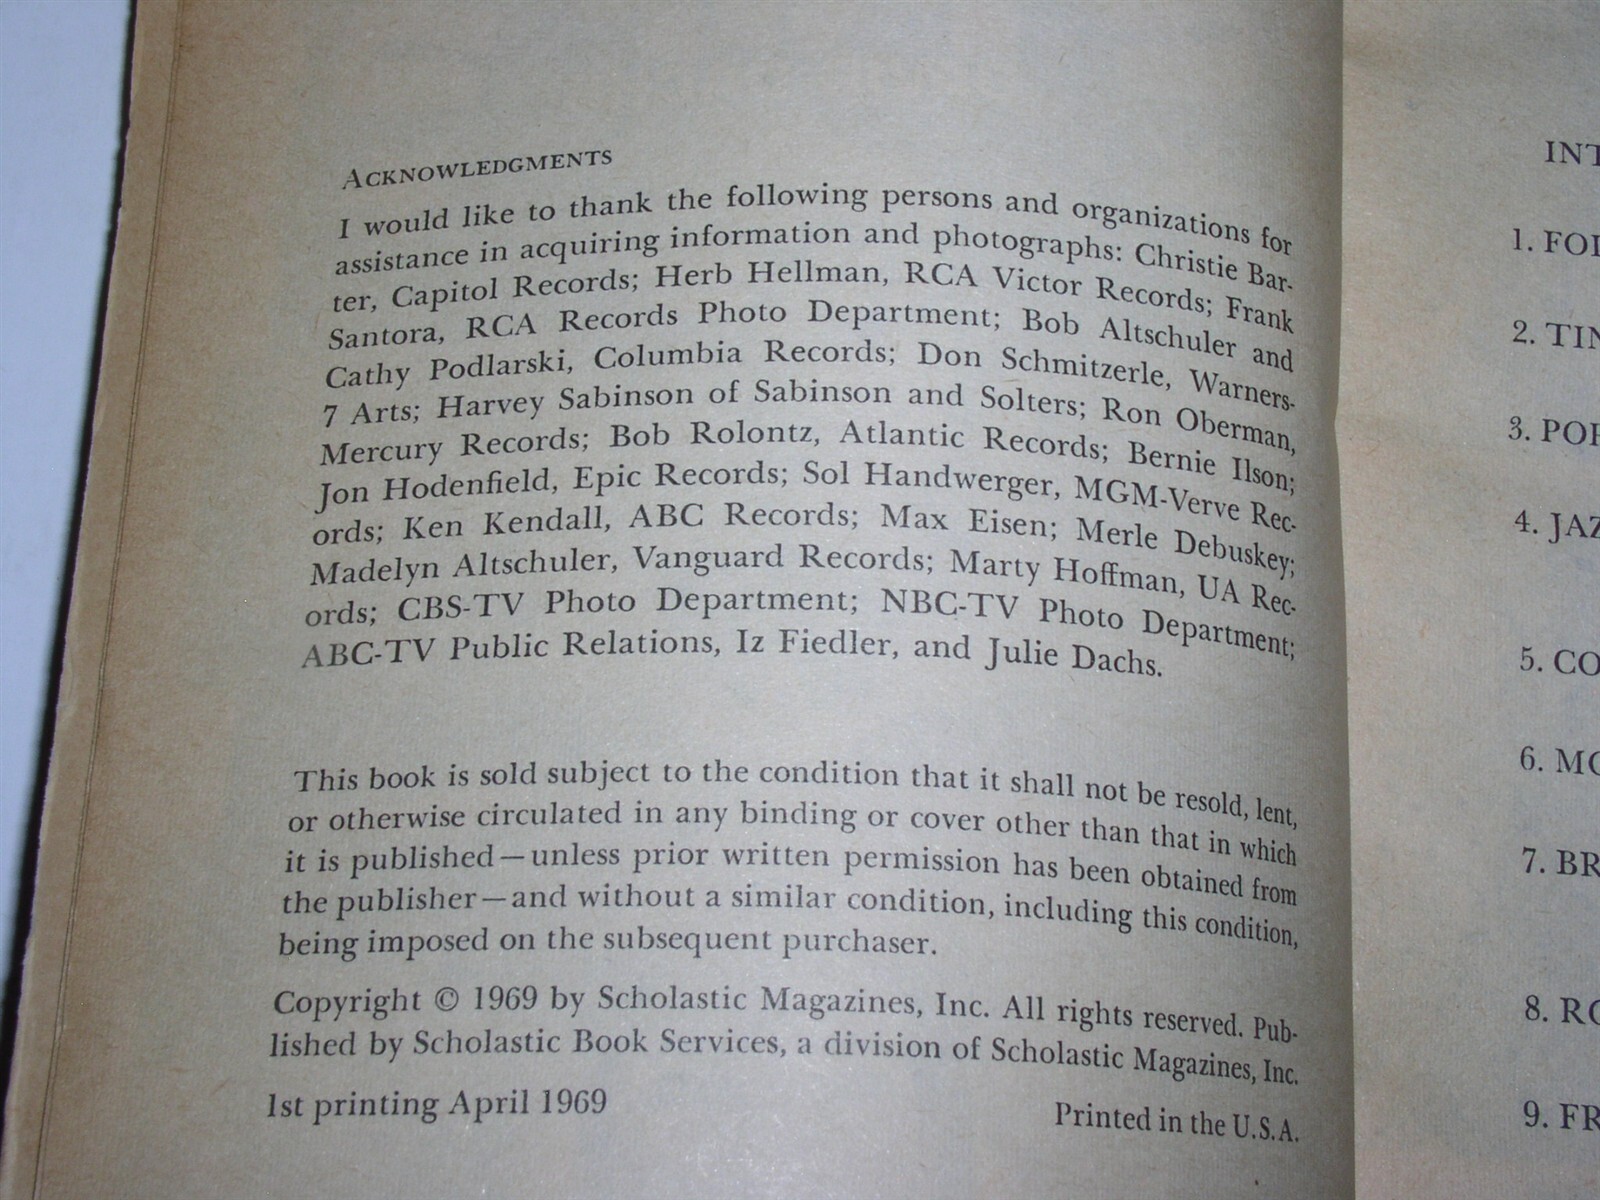 ACKNOWLEDGMENTS
I would like to thank the following persons and organizations for
assistance in acquiring information and photographs: Christie Bar-
ter, Capitol Records; Herb Hellman, RCA Victor Records; Frank
Santora, RCA Records Photo Department; Bob Altschuler and
Cathy Podlarski, Columbia Records; Don Schmitzerle, Warners-
7 Arts; Harvey Sabinson of Sabinson and Solters; Ron Oberman,
Mercury Records; Bob Rolontz, Atlantic Records; Bernie Ilson;
Jon Hodenfield, Epic Records; Sol Handwerger, MGM-Verve Rec-
ords; Ken Kendall, ABC Records; Max Eisen; Merle Debuskey;
Madelyn Altschuler, Vanguard Records; Marty Hoffman, UA Rec-
ords; CBS-TV Photo Department; NBC-TV Photo Department;
ABC-TV Public Relations, Iz Fiedler, and Julie Dachs.
This book is sold subject to the condition that it shall not be resold, lent,
or otherwise circulated in any binding or cover other than that in which
it is published—unless prior written permission has been obtained from
the publisher—and without a similar condition, including this condition,
being imposed on the subsequent purchaser.
Copyright © 1969 by Scholastic Magazines, Inc. All rights reserved. Pub-
lished by Scholastic Book Services, a division of Scholastic Magazines, Inc.
1st printing April 1969 Printed in the U.S.A.
INT
1. FOL
2. TIN
3. POP
4. JAZ
5. CO
6. MO
7. BR
8. RO
9. FR